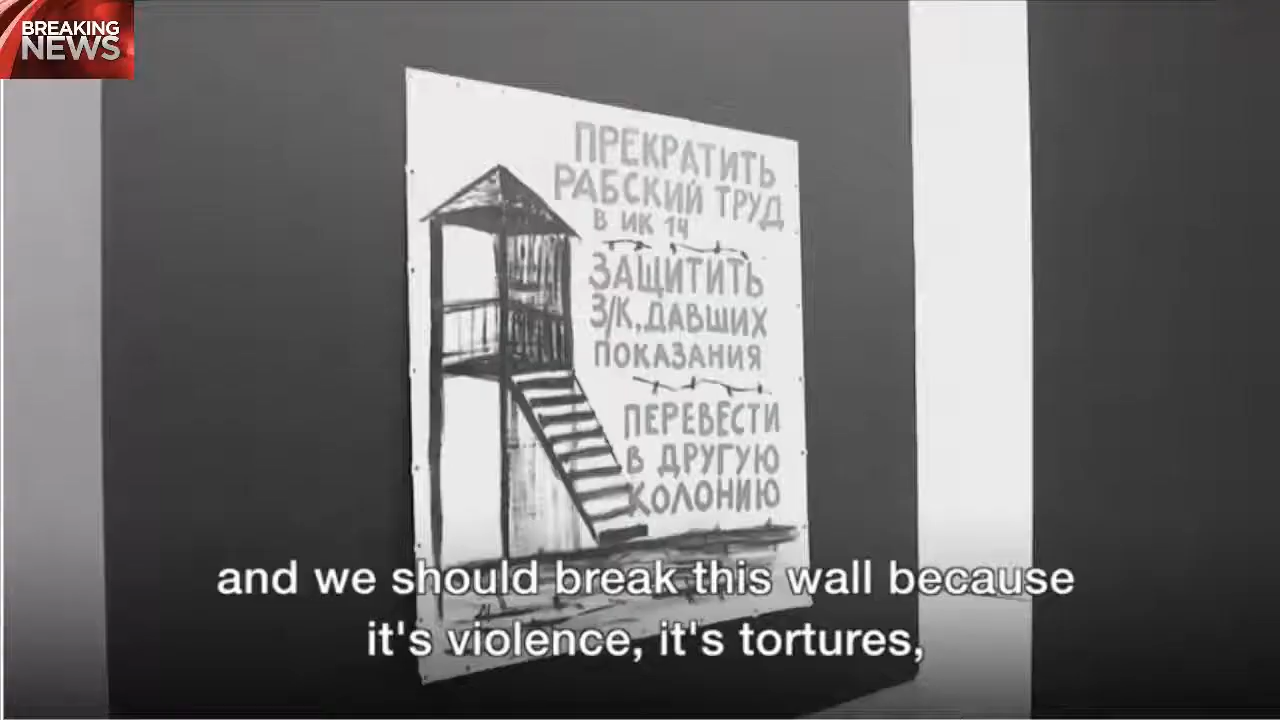 BREAKING
NEWS
ПРЕКРАТИТЬ
РАБСКИЙ ТРУД
В ИК 14
ЗАЩИТИТЬ
З/К, ДАВШИХ
ПОКАЗАНИЯ
ПЕРЕВЕСТИ
В ДРУГУЮ
КОЛОНИЮ
and we should break this wall because
it's violence, it's tortures,